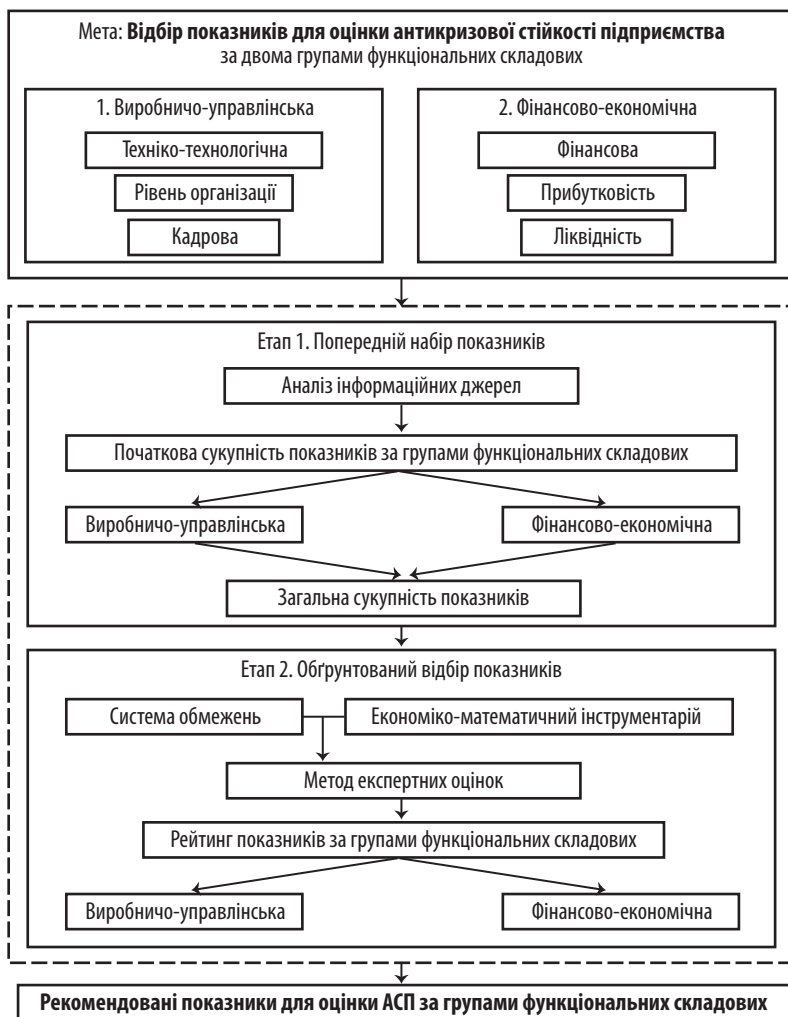 Мета: Відбір показників для оцінки антикризової стійкості підприємства
за двома групами функціональних складових
1. Виробничо-управлінська
Техніко-технологічна
Рівень організації
Кадрова
2. Фінансово-економічна
Фінансова
Прибутковість
Ліквідність
Етап 1. Попередній набір показників
Аналіз інформаційних джерел
Початкова сукупність показників за групами функціональних складових
Виробничо-управлінська
Фінансово-економічна
Загальна сукупність показників
Етап 2. Обґрунтований відбір показників
Система обмежень
Економіко-математичний інструментарій
Метод експертних оцінок
Рейтинг показників за групами функціональних складових
Виробничо-управлінська
Фінансово-економічна
Рекомендовані показники для оцінки АСП за групами функціональних складових